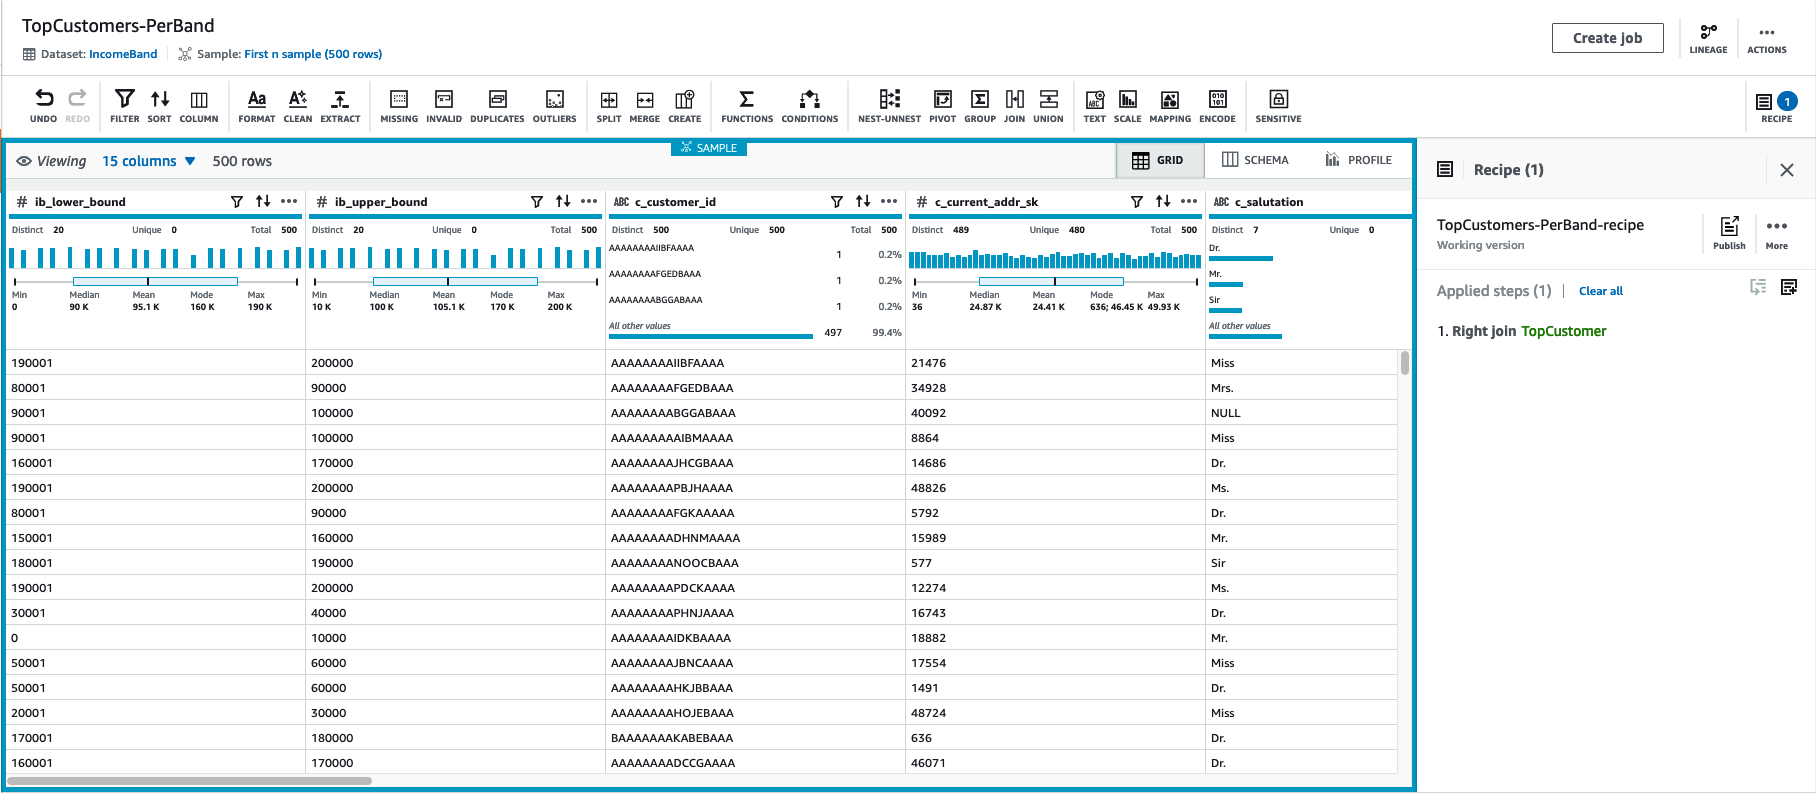 TopCustomers-PerBand
Dataset: IncomeBand Sample: First n sample (500 rows)
Create job LINEAGE ACTIONS
UNDO REDO FILTER SORT COLUMN FORMAT CLEAN EXTRACT MISSING INVALID DUPLICATES OUTLIERS SPLIT MERGE CREATE FUNCTIONS CONDITIONS NEST-UNNEST PIVOT GROUP JOIN UNION TEXT SCALE MAPPING ENCODE SENSITIVE 1 RECIPE
Viewing 15 columns 500 rows SAMPLE GRID SCHEMA PROFILE
# ib_lower_bound # ib_upper_bound ABC c_customer_id # c_current_addr_sk ABC c_salutation
Distinct 20 Unique 0 Total 500 Distinct 20 Unique 0 Total 500 Distinct 500 Unique 500 Total 500 Distinct 489 Unique 480 Total 500 Distinct 7 Unique 0
AAAAAAAAIIBFAAAA 1 0.2% Dr.
AAAAAAAAFGEDBAAA 1 0.2% Mr.
Min Median Mean Mode Max Min Median Mean Mode Max AAAAAAAABGGABAAA 1 0.2% Min Median Mean Mode Max Sir
0 90 K 95.1 K 160 K 190 K 10 K 100 K 105.1 K 170 K 200 K 36 24.87 K 24.41 K 636; 46.45 K 49.93 K
All other values 497 99.4% All other values
190001 200000 AAAAAAAAIIBFAAAA 21476 Miss
80001 90000 AAAAAAAAFGEDBAAA 34928 Mrs.
90001 100000 AAAAAAAABGGABAAA 40092 NULL
90001 100000 AAAAAAAAAIBMAAAA 8864 Miss
160001 170000 AAAAAAAAJHCGBAAA 14686 Dr.
190001 200000 AAAAAAAAPBJHAAAA 48826 Ms.
80001 90000 AAAAAAAAFGKAAAAA 5792 Dr.
150001 160000 AAAAAAAADHNMAAAA 15989 Mr.
180001 190000 AAAAAAAANOOCBAAA 577 Sir
190001 200000 AAAAAAAAPDCKAAAA 12274 Ms.
30001 40000 AAAAAAAAPHNJAAAA 16743 Dr.
0 10000 AAAAAAAAIDKBAAAA 18882 Mr.
50001 60000 AAAAAAAAJBNCAAAA 17554 Miss
50001 60000 AAAAAAAAHKJBBAAA 1491 Dr.
20001 30000 AAAAAAAAHOJEBAAA 48724 Miss
170001 180000 BAAAAAAAKABEBAAA 636 Dr.
160001 170000 AAAAAAAADCCGAAAA 46071 Dr.
Recipe (1)
TopCustomers-PerBand-recipe
Working version
Publish More
Applied steps (1) Clear all
1. Right join TopCustomer